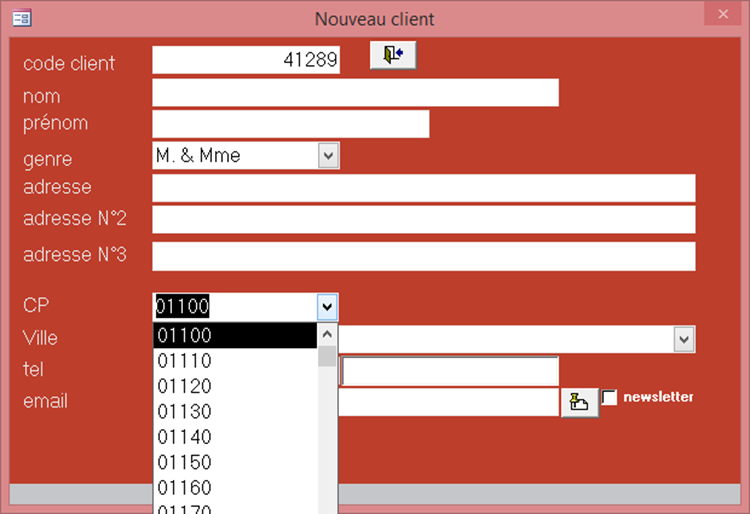 Nouveau client
code client 41289
nom
prénom
genre M. & Mme
adresse
adresse N°2
adresse N°3
CP 01100
01100
Ville
01110
tel
01120
email newsletter
01130
01140
01150
01160
01170